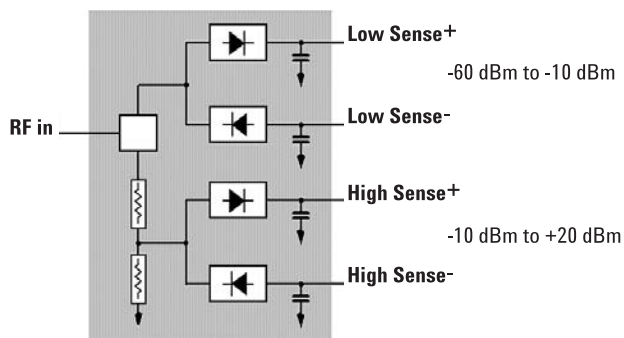 Low Sense+
-60 dBm to -10 dBm
Low Sense-
RF in
High Sense+
-10 dBm to +20 dBm
High Sense-